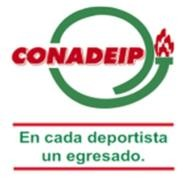 CONADEIP
En cada deportista
un egresado.